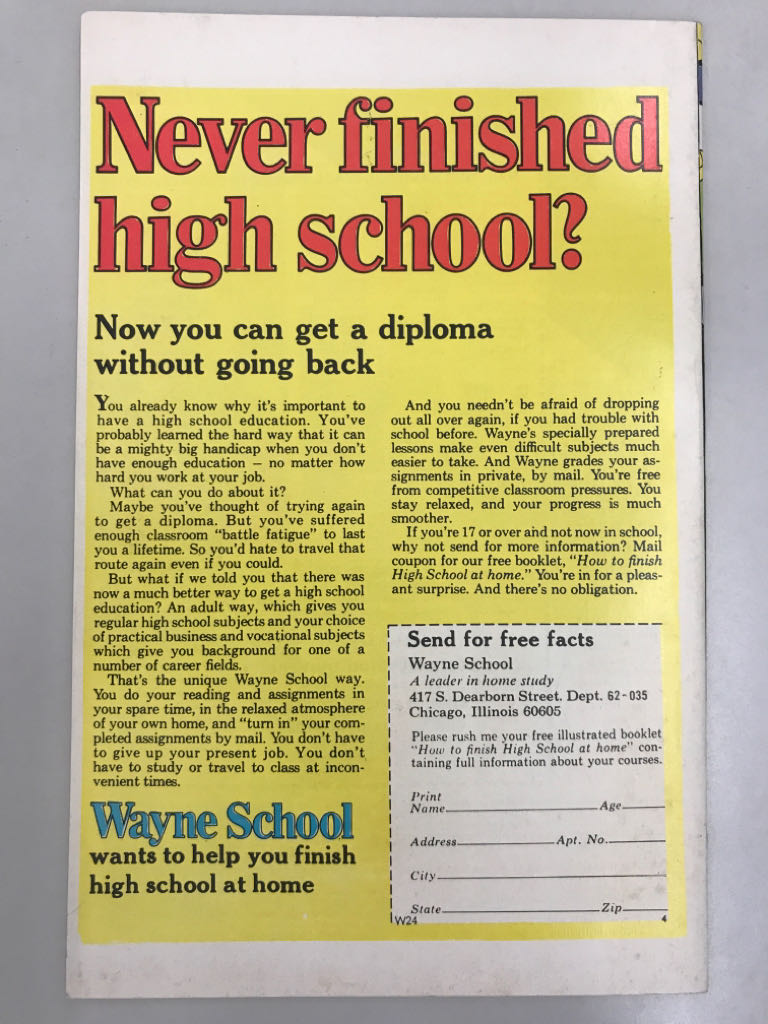 Never finished
high school?
Now you can get a diploma
without going back
You already know why it's important to
have a high school education. You've
probably learned the hard way that it can
be a mighty big handicap when you don't
have enough education – no matter how
hard you work at your job.
What can you do about it?
Maybe you've thought of trying again
to get a diploma. But you've suffered
enough classroom "battle fatigue" to last
you a lifetime. So you'd hate to travel that
route again even if you could.
But what if we told you that there was
now a much better way to get a high school
education? An adult way, which gives you
regular high school subjects and your choice
of practical business and vocational subjects
which give you background for one of a
number of career fields.
That's the unique Wayne School way.
You do your reading and assignments in
your spare time, in the relaxed atmosphere
of your own home, and "turn in" your com-
pleted assignments by mail. You don't have
to give up your present job. You don't
have to study or travel to class at incon-
venient times.
Wayne School
wants to help you finish
high school at home
And you needn't be afraid of dropping
out all over again, if you had trouble with
school before. Wayne's specially prepared
lessons make even difficult subjects much
easier to take. And Wayne grades your as-
signments in private, by mail. You're free
from competitive classroom pressures. You
stay relaxed, and your progress is much
smoother.
If you're 17 or over and not now in school,
why not send for more information? Mail
coupon for our free booklet, "How to finish
High School at home." You're in for a pleas-
ant surprise. And there's no obligation.
Send for free facts
Wayne School
A leader in home study
417 S. Dearborn Street. Dept. 62-035
Chicago, Illinois 60605
Please rush me your free illustrated booklet
"How to finish High School at home" con-
taining full information about your courses.
Print
Name Age
Address Apt. No.
City
State Zip
W24 4